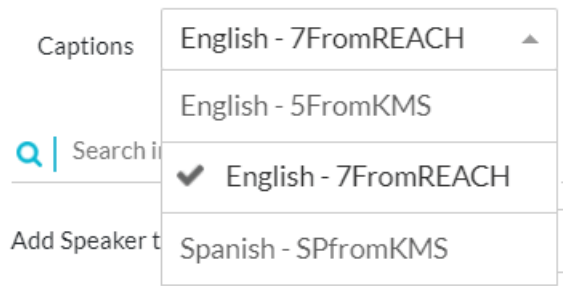 Captions
English - 7FromREACH
English - 5FromKMS
Search i
English - 7FromREACH
Add Speaker t
Spanish - SPfromKMS